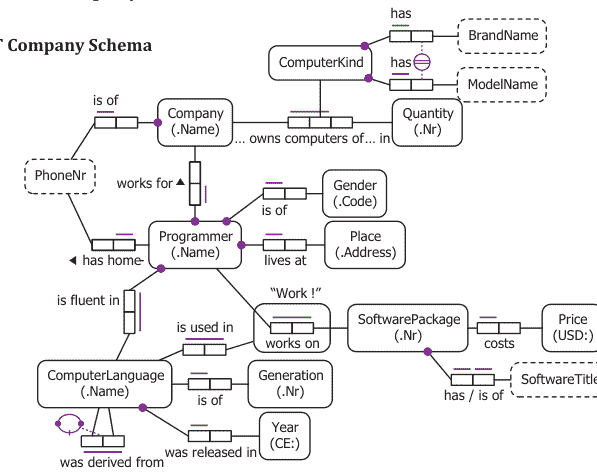 Company Schema
has
BrandName
ComputerKind
has
ModelName
is of
Company
(.Name)
Quantity
(.Nr)
... owns computers of... in
PhoneNr
works for ▲
Gender
(.Code)
is of
Programmer
(.Name)
Place
(.Address)
◄ has home
lives at
is fluent in
"Work !"
is used in
works on
SoftwarePackage
(.Nr)
costs
Price
(USD:)
ComputerLanguage
(.Name)
is of
Generation
(.Nr)
has / is of
SoftwareTitle
was released in
Year
(CE:)
was derived from